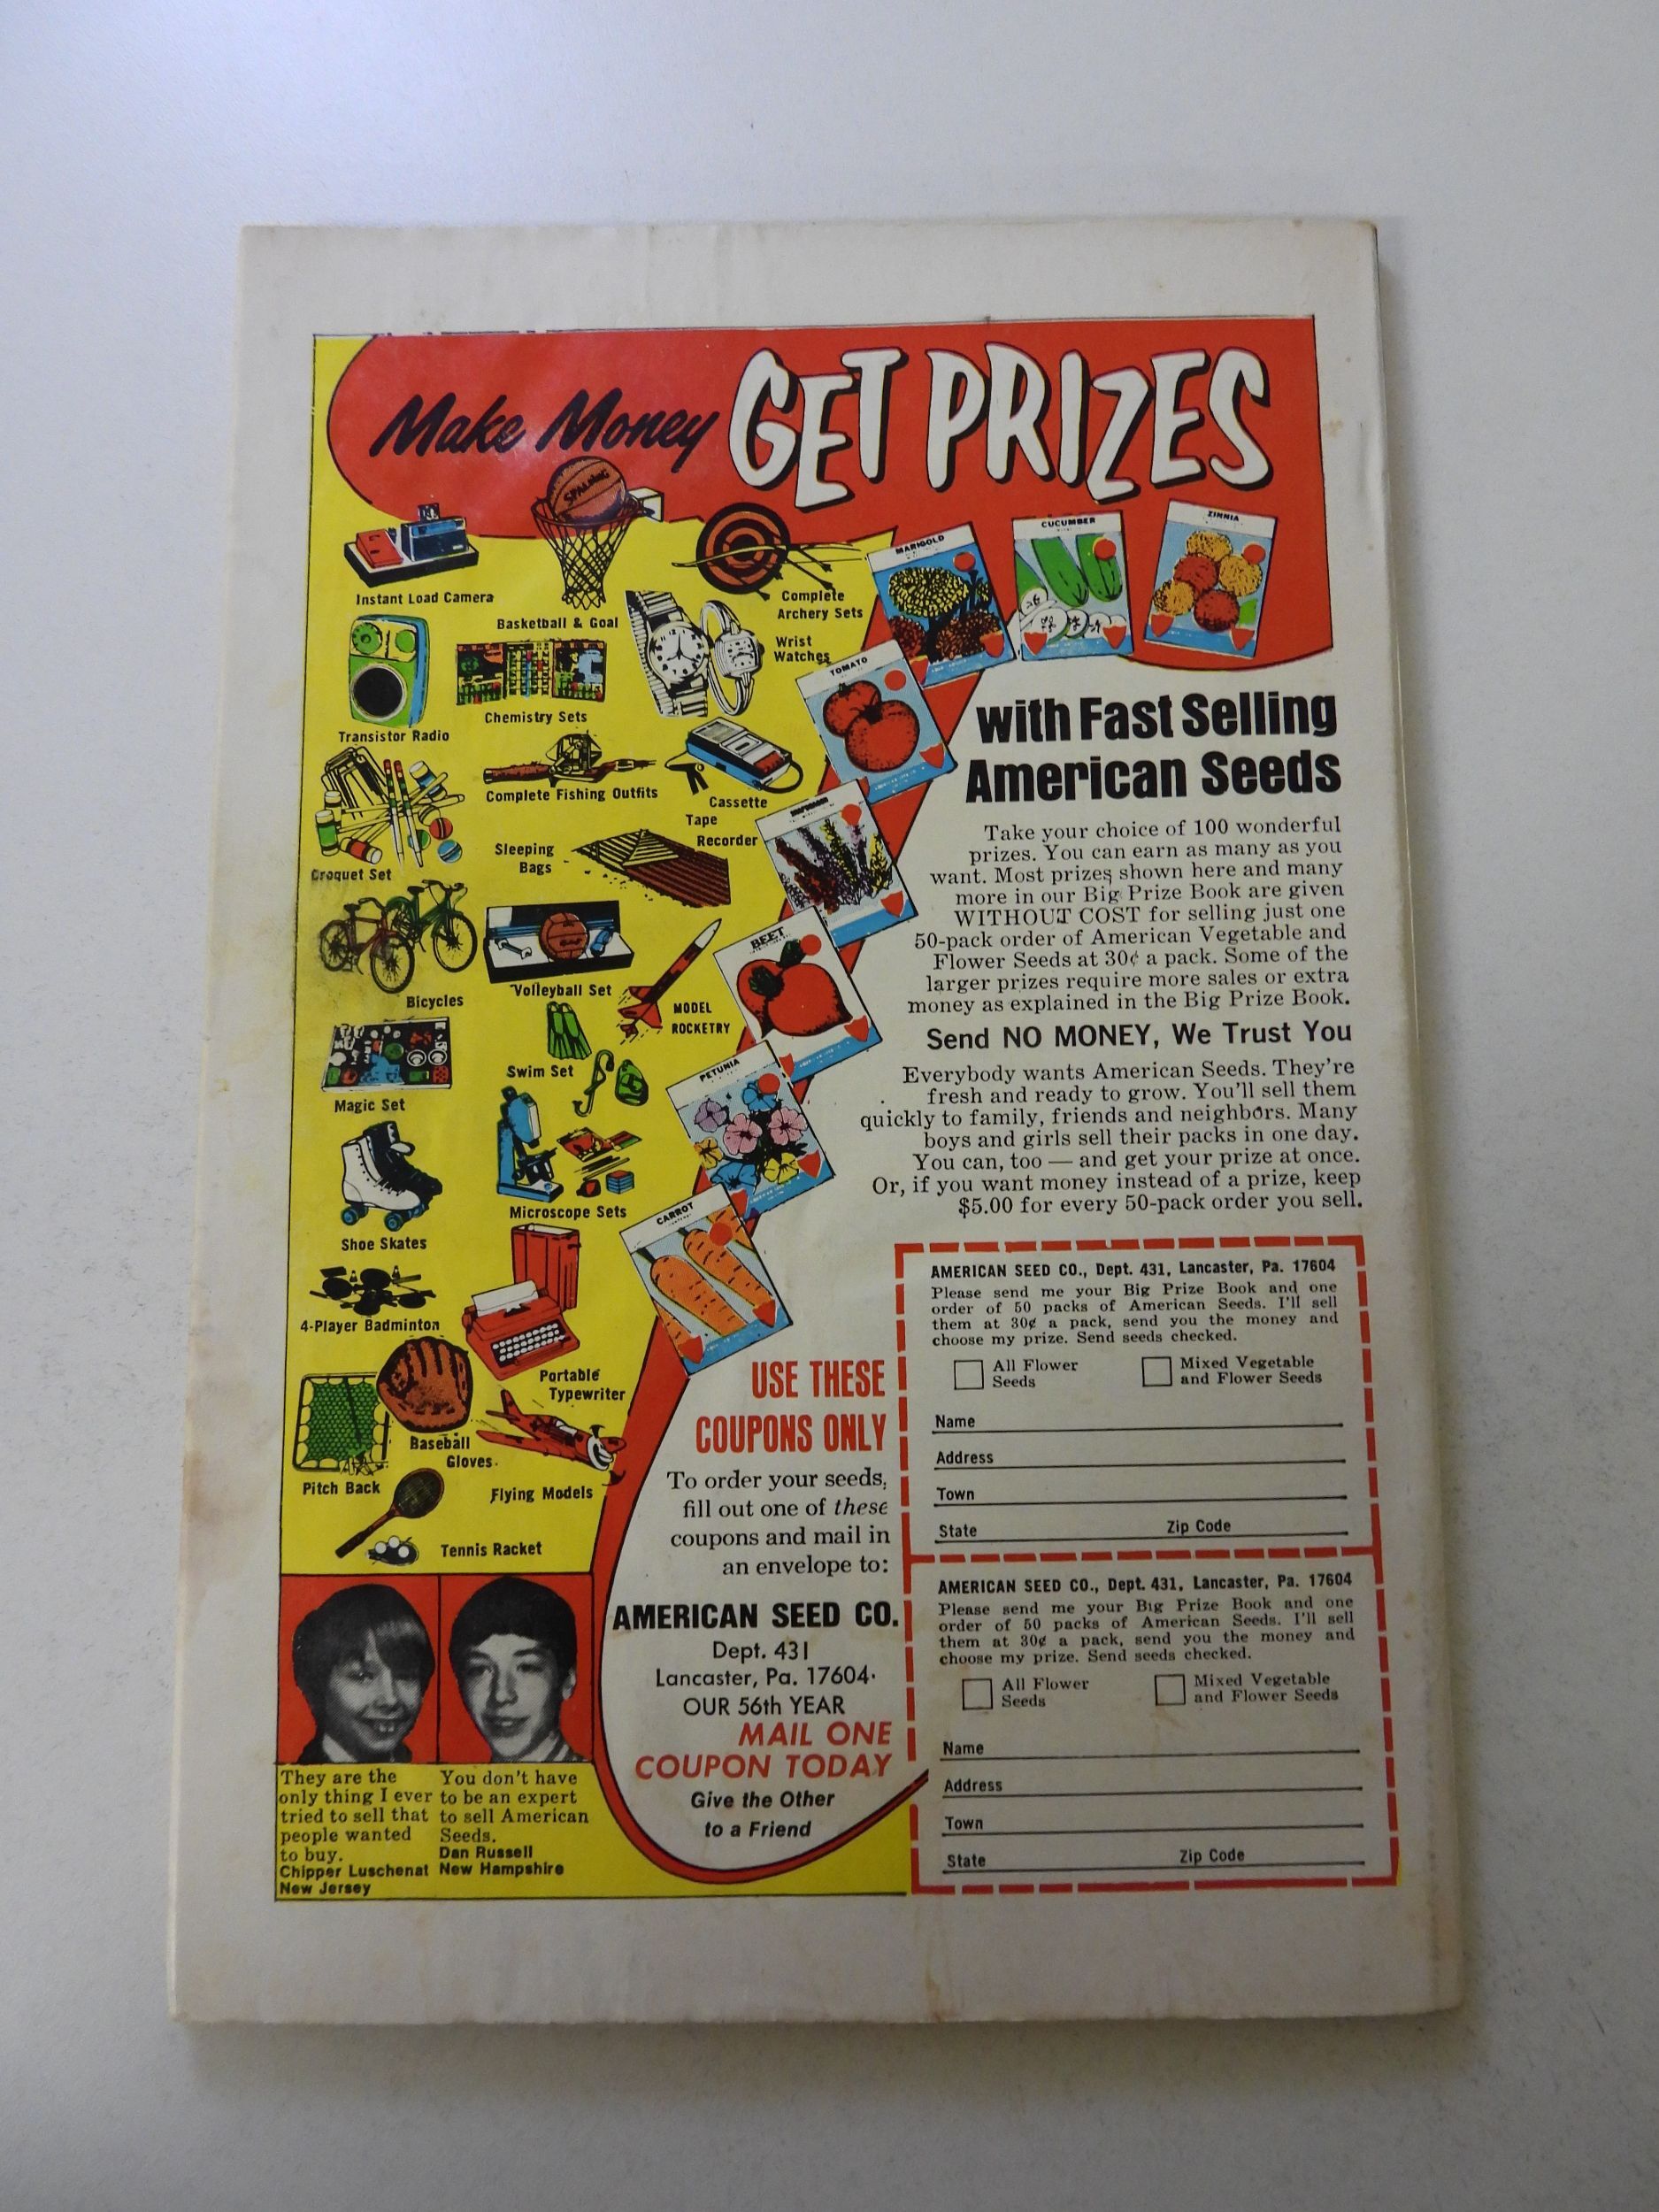 Make Money GET PRIZES
SPALDING
Instant Load Camera
Basketball & Goal
Complete
Archery Sets
Wrist
Watches
Transistor Radio
Chemistry Sets
Complete Fishing Outfits
Cassette
Tape
Recorder
Croquet Set
Sleeping
Bags
Bicycles
Volleyball Set
MODEL
ROCKETRY
Swim Set
Magic Set
Microscope Sets
Shoe Skates
4-Player Badminton
Portable
Typewriter
Baseball
Gloves
Pitch Back
Flying Models
Tennis Racket
MARIGOLD
CUCUMBER
ZINNIA
TOMATO
BEET
PETUNIA
CARROT
with Fast Selling
American Seeds
Take your choice of 100 wonderful
prizes. You can earn as many as you
want. Most prizes shown here and many
more in our Big Prize Book are given
WITHOUT COST for selling just one
50-pack order of American Vegetable and
Flower Seeds at 30¢ a pack. Some of the
larger prizes require more sales or extra
money as explained in the Big Prize Book.
Send NO MONEY, We Trust You
Everybody wants American Seeds. They're
fresh and ready to grow. You'll sell them
quickly to family, friends and neighbors. Many
boys and girls sell their packs in one day.
You can, too — and get your prize at once.
Or, if you want money instead of a prize, keep
$5.00 for every 50-pack order you sell.
USE THESE
COUPONS ONLY
To order your seeds,
fill out one of these
coupons and mail in
an envelope to:
AMERICAN SEED CO.
Dept. 431
Lancaster, Pa. 17604
OUR 56th YEAR
MAIL ONE
COUPON TODAY
Give the Other
to a Friend
AMERICAN SEED CO., Dept. 431, Lancaster, Pa. 17604
Please send me your Big Prize Book and one
order of 50 packs of American Seeds. I'll sell
them at 30¢ a pack, send you the money and
choose my prize. Send seeds checked.
All Flower
Seeds
Mixed Vegetable
and Flower Seeds
Name
Address
Town
State Zip Code
AMERICAN SEED CO., Dept. 431, Lancaster, Pa. 17604
Please send me your Big Prize Book and one
order of 50 packs of American Seeds. I'll sell
them at 30¢ a pack, send you the money and
choose my prize. Send seeds checked.
All Flower
Seeds
Mixed Vegetable
and Flower Seeds
Name
Address
Town
State Zip Code
They are the
only thing I ever
tried to sell that
people wanted
to buy.
Chipper Luschenat
New Jersey
You don't have
to be an expert
to sell American
Seeds.
Dan Russell
New Hampshire